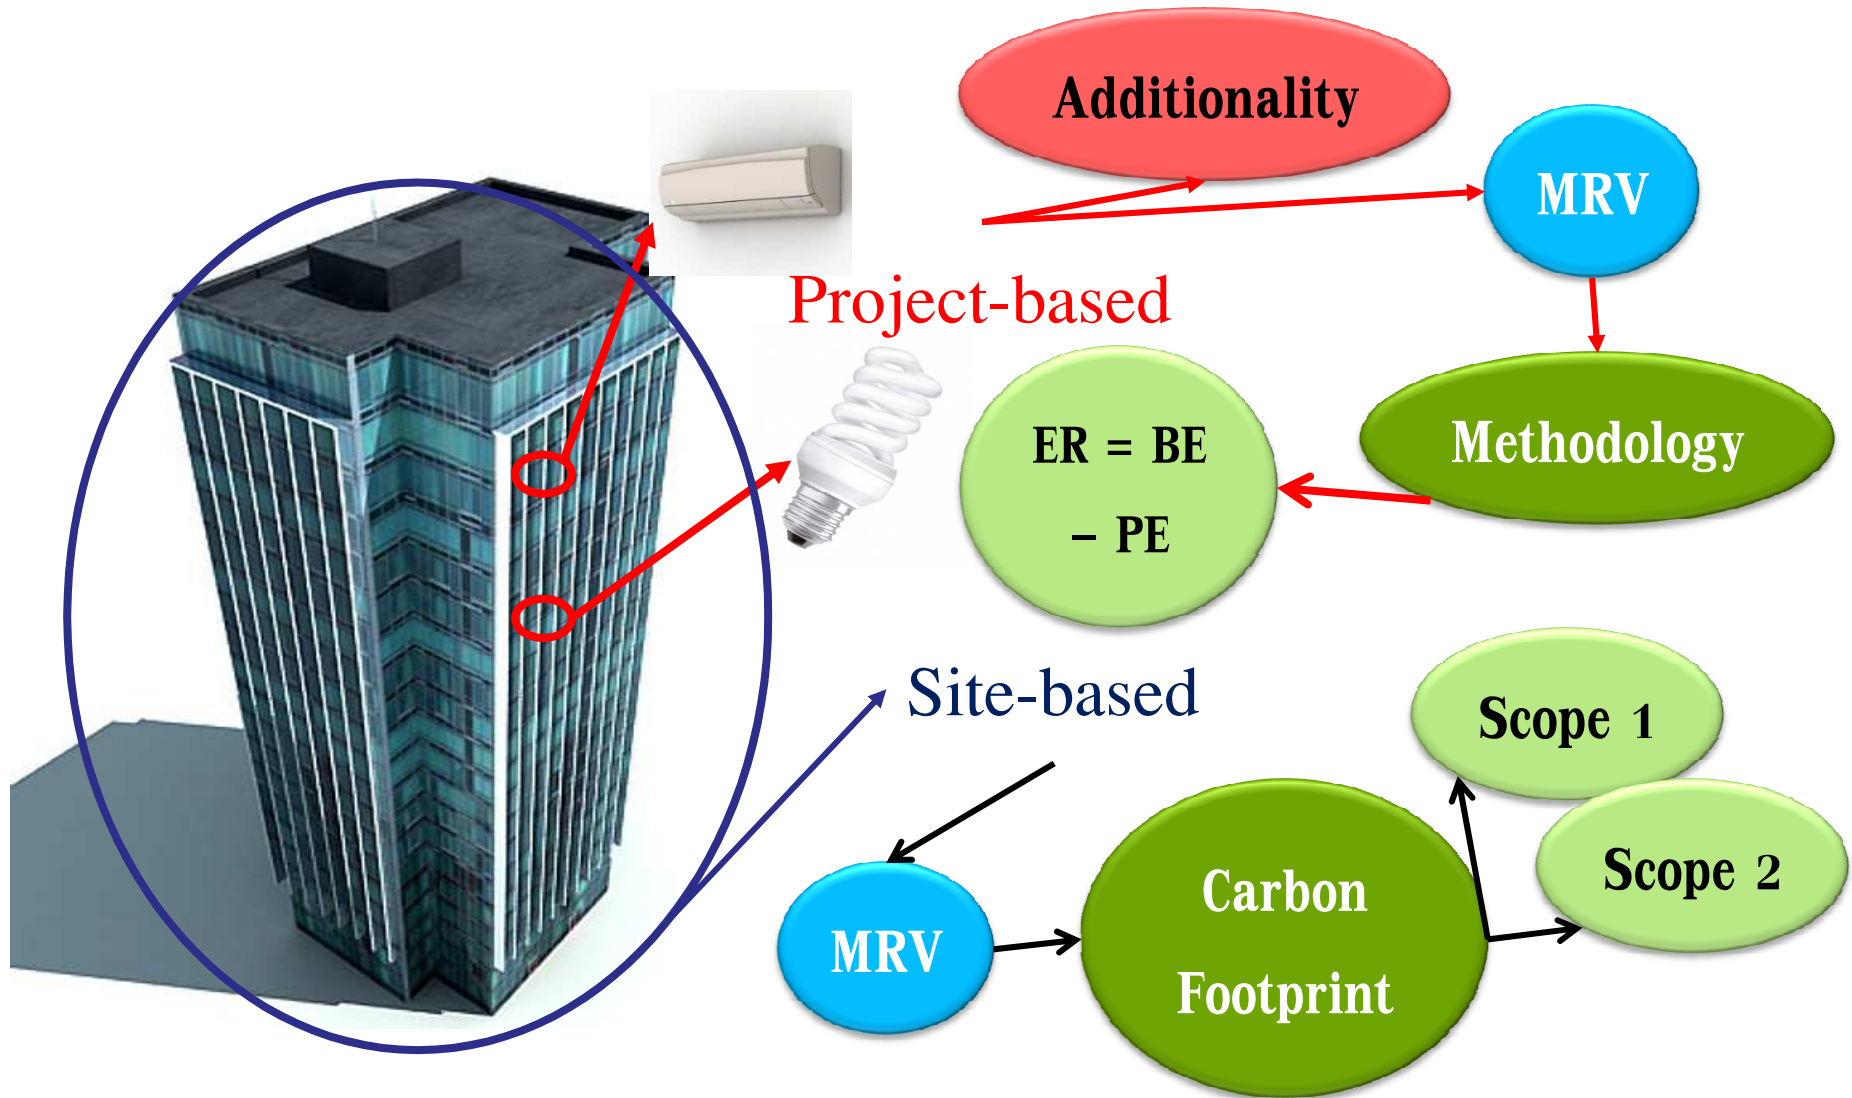 Additionality
MRV
Project-based
ER = BE
– PE
Methodology
Site-based
Scope 1
Scope 2
MRV
Carbon
Footprint